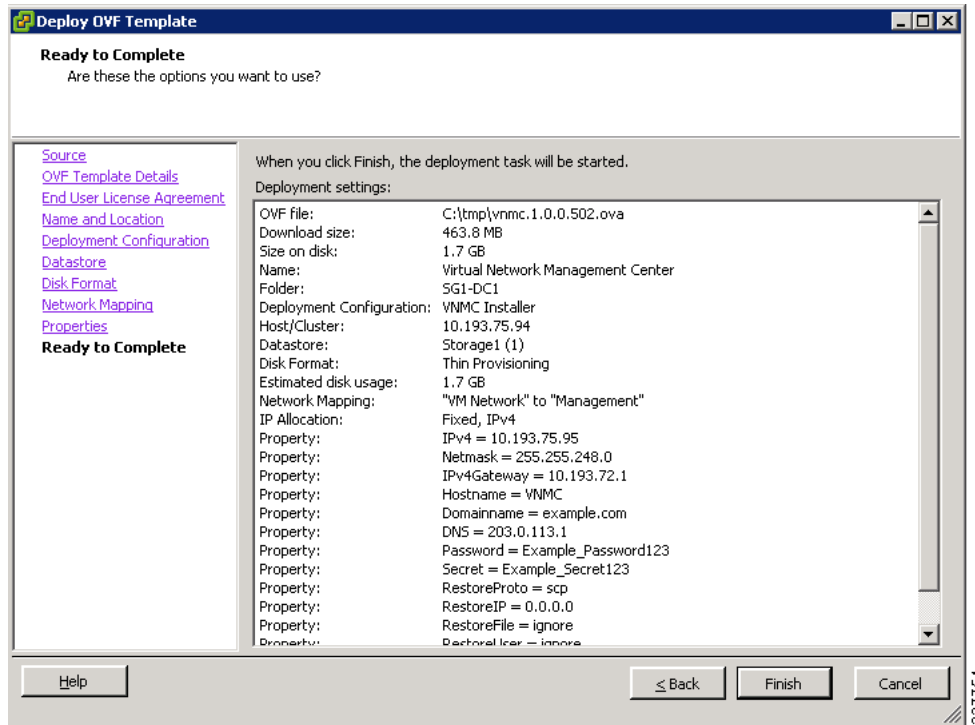 Deploy OVF Template
Ready to Complete
Are these the options you want to use?
Source
OVF Template Details
End User License Agreement
Name and Location
Deployment Configuration
Datastore
Disk Format
Network Mapping
Properties
Ready to Complete
When you click Finish, the deployment task will be started.
Deployment settings:
OVF file: C:\tmp\vnmc.1.0.0.502.ova
Download size: 463.8 MB
Size on disk: 1.7 GB
Name: Virtual Network Management Center
Folder: SG1-DC1
Deployment Configuration: VNMC Installer
Host/Cluster: 10.193.75.94
Datastore: Storage1 (1)
Disk Format: Thin Provisioning
Estimated disk usage: 1.7 GB
Network Mapping: "VM Network" to "Management"
IP Allocation: Fixed, IPv4
Property: IPv4 = 10.193.75.95
Property: Netmask = 255.255.248.0
Property: IPv4Gateway = 10.193.72.1
Property: Hostname = VNMC
Property: Domainname = example.com
Property: DNS = 203.0.113.1
Property: Password = Example_Password123
Property: Secret = Example_Secret123
Property: RestoreProto = scp
Property: RestoreIP = 0.0.0.0
Property: RestoreFile = ignore
Property: RestoreUser = ignore
Help
≤ Back
Finish
Cancel